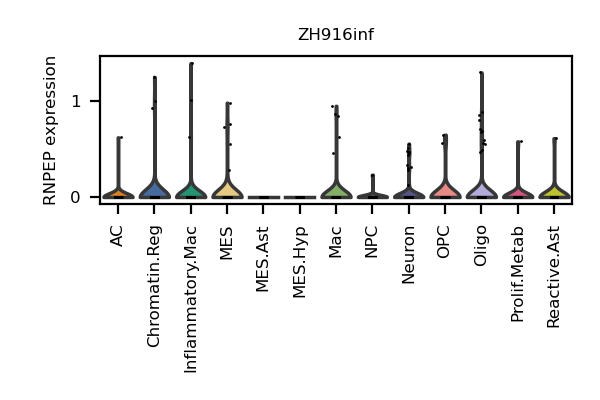 ZH916inf
RNPEP expression
1
0
AC
Chromatin.Reg
Inflammatory.Mac
MES
MES.Ast
MES.Hyp
Mac
NPC
Neuron
OPC
Oligo
Prolif.Metab
Reactive.Ast